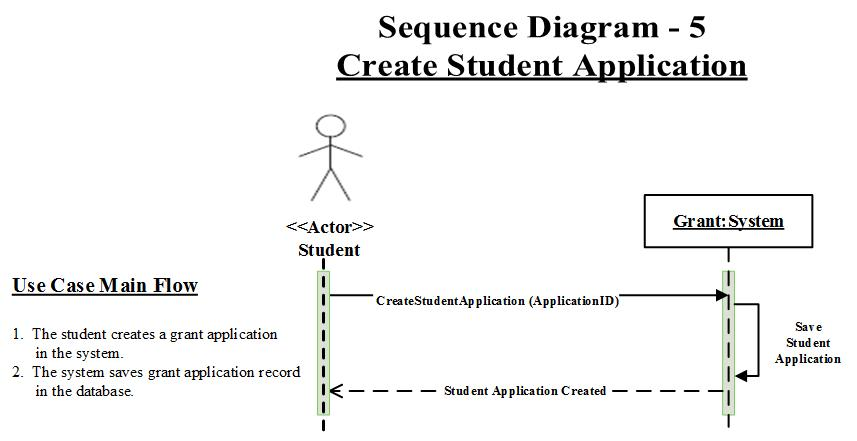 Sequence Diagram - 5
Create Student Application
<<Actor>>
Student
Grant:System
Use Case Main Flow
1. The student creates a grant application
in the system.
2. The system saves grant application record
in the database.
CreateStudentApplication (ApplicationID)
Save
Student
Application
Student Application Created